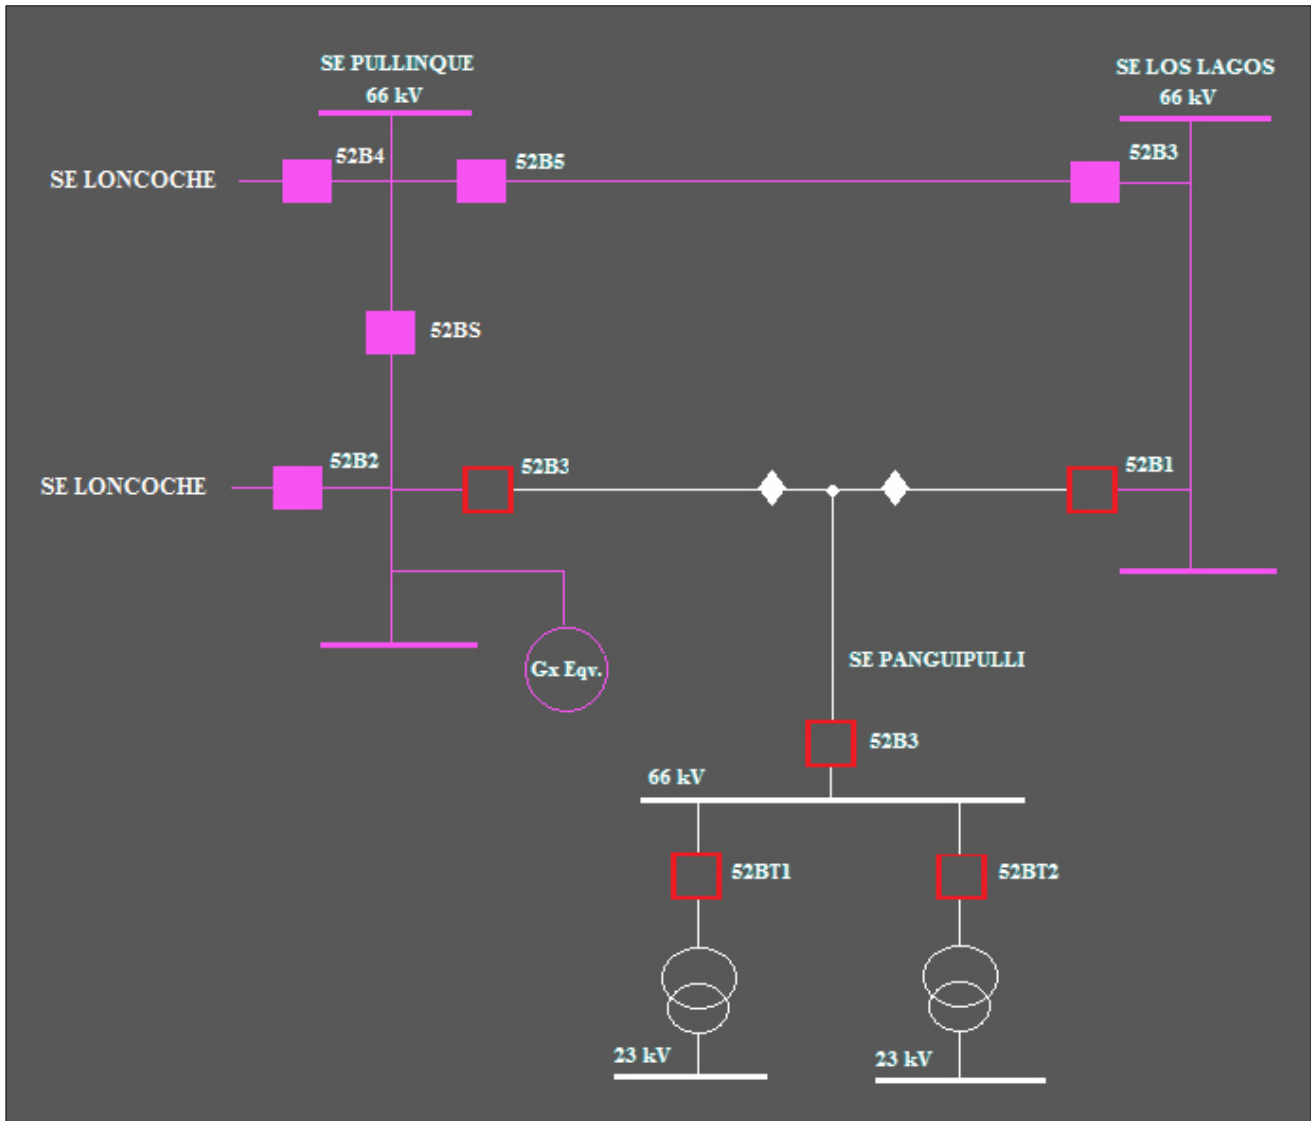 SE PULLINQUE
66 kV
SE LOS LAGOS
66 kV
52B4
52B5
52B3
SE LONCOCHE
52BS
52B2
52B3
52B1
SE LONCOCHE
Gx Eqv.
SE PANGUIPULLI
52B3
66 kV
52BT1
52BT2
23 kV
23 kV